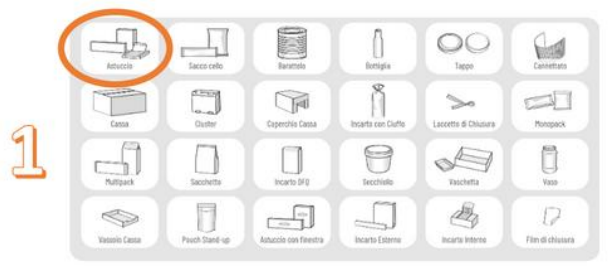 1
Astuccio
Sacco cello
Barattolo
Bottiglia
Tappo
Cannettato
Cassa
Cluster
Coperchio Cassa
Incarto con Ciuffo
Laccetto di Chiusura
Monopack
Multipack
Sacchetto
Incarto DFQ
Secchiello
Vaschetta
Vaso
Vassoio Cassa
Pouch Stand-up
Astuccio con finestra
Incarto Esterno
Incarto Interno
Film di chiusura